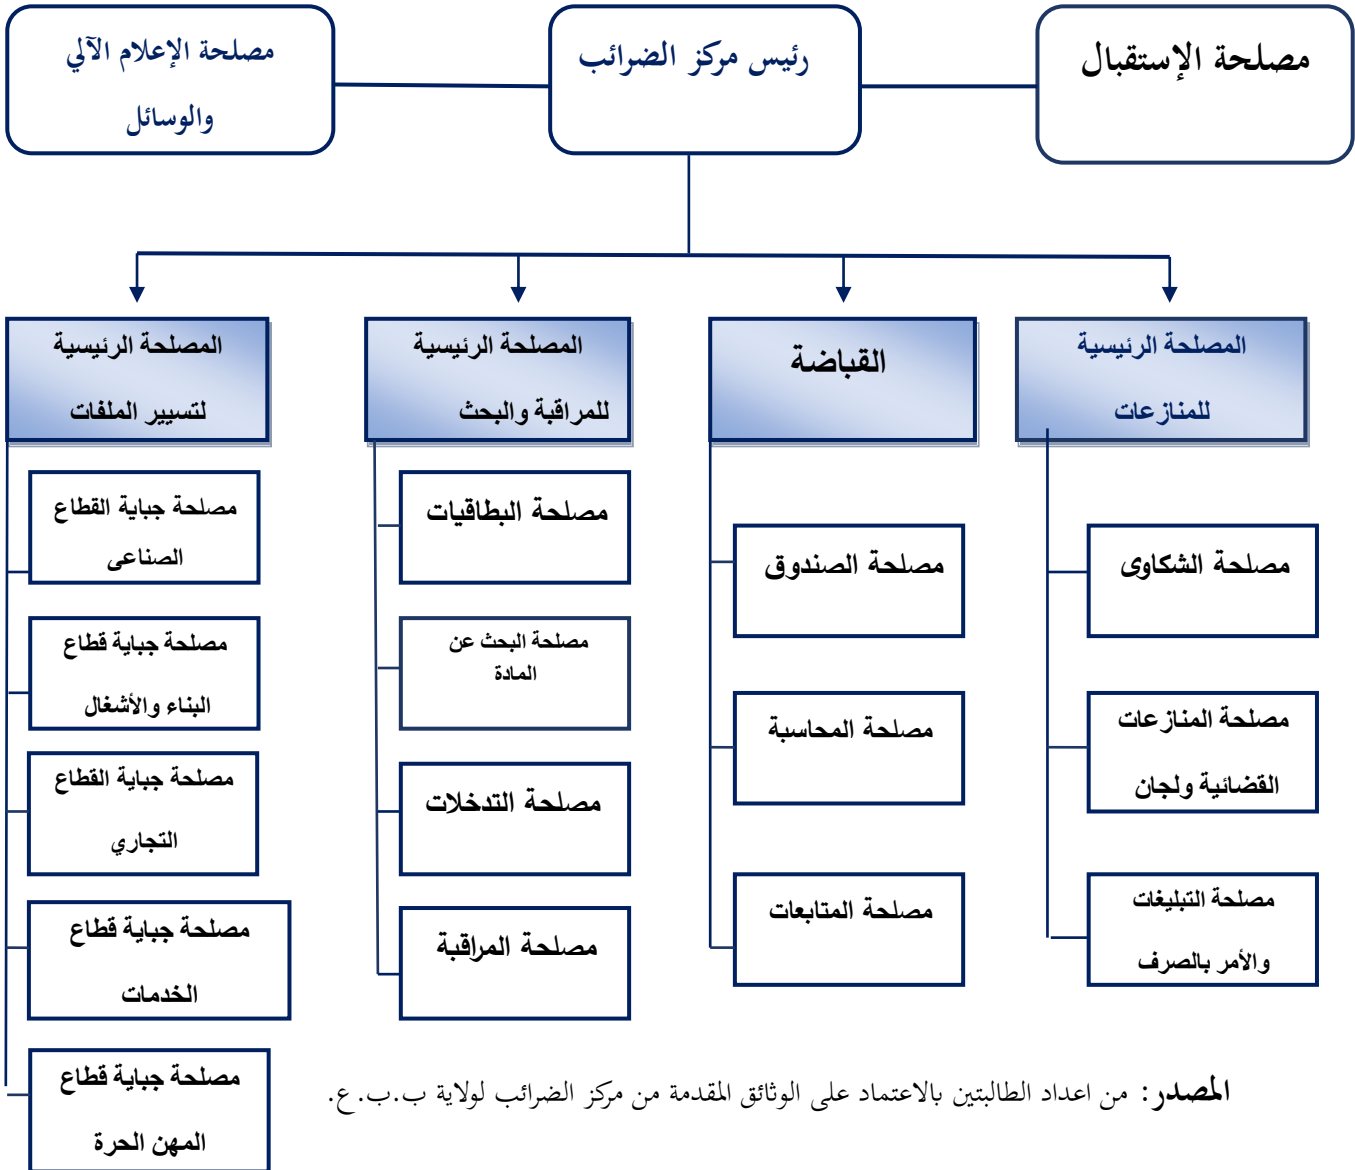 مصلحة الإستقبال
رئيس مركز الضرائب
مصلحة الإعلام الآلي
والوسائل
المصلحة الرئيسية
للمنازعات
القباضة
المصلحة الرئيسية
للمراقبة والبحث
المصلحة الرئيسية
لتسيير الملفات
مصلحة الشكاوى
مصلحة المنازعات
القضائية ولجان
مصلحة التبليغات
والأمر بالصرف
مصلحة الصندوق
مصلحة المحاسبة
مصلحة المتابعات
مصلحة البطاقيات
مصلحة البحث عن
المادة
مصلحة التدخلات
مصلحة المراقبة
مصلحة جباية القطاع
الصناعى
مصلحة جباية قطاع
البناء والأشغال
مصلحة جباية القطاع
التجاري
مصلحة جباية قطاع
الخدمات
مصلحة جباية قطاع
المهن الحرة
المصدر: من اعداد الطالبتين بالاعتماد على الوثائق المقدمة من مركز الضرائب لولاية ب.ب.ع.